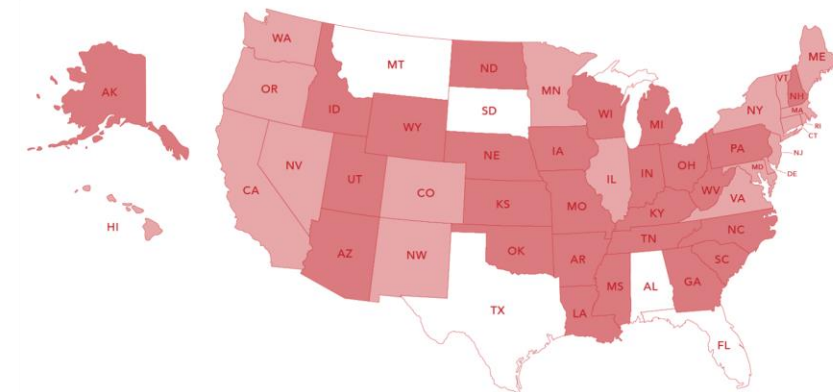 WA
MT
ND
MN
ME
VT
NH
AK
OR
ID
SD
WI
NY
MA
WY
MI
RI
CT
NE
IA
PA
NJ
NV
UT
CO
IL
IN
OH
MD
DE
CA
KS
MO
WV
VA
KY
HI
AZ
NW
OK
AR
TN
NC
SC
MS
AL
GA
TX
LA
FL